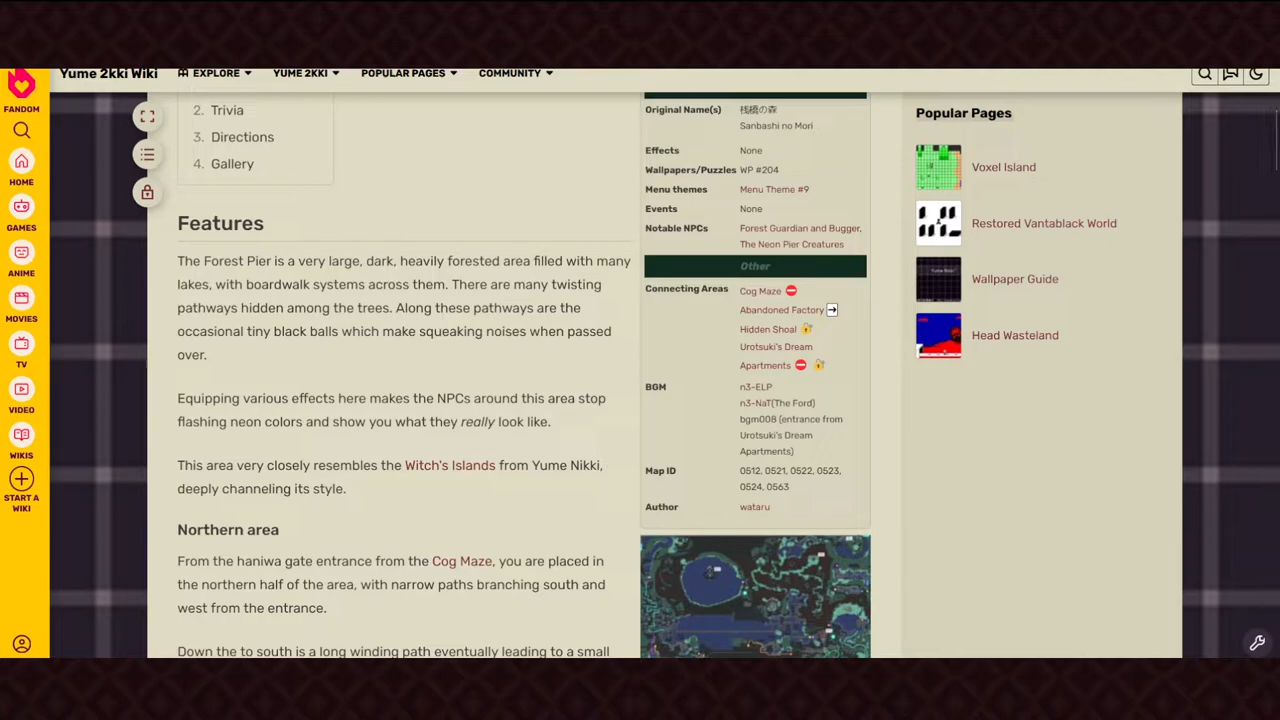 Yume 2kki Wiki
EXPLORE
YUME 2KKI
POPULAR PAGES
COMMUNITY
FANDOM
HOME
GAMES
ANIME
MOVIES
TV
VIDEO
WIKIS
START A
WIKI
2. Trivia
3. Directions
4. Gallery
Features
The Forest Pier is a very large, dark, heavily forested area filled with many
lakes, with boardwalk systems across them. There are many twisting
pathways hidden among the trees. Along these pathways are the
occasional tiny black balls which make squeaking noises when passed
over.
Equipping various effects here makes the NPCs around this area stop
flashing neon colors and show you what they really look like.
This area very closely resembles the Witch's Islands from Yume Nikki,
deeply channeling its style.
Northern area
From the haniwa gate entrance from the Cog Maze, you are placed in
the northern half of the area, with narrow paths branching south and
west from the entrance.
Down the to south is a long winding path eventually leading to a small
Original Name(s) 桟橋の森
Sanbashi no Mori
Effects None
Wallpapers/Puzzles WP #204
Menu themes Menu Theme #9
Events None
Notable NPCs Forest Guardian and Bugger,
The Neon Pier Creatures
Other
Connecting Areas Cog Maze
Abandoned Factory
Hidden Shoal
Urotsuki's Dream
Apartments
BGM n3-ELP
n3-NaT(The Ford)
bgm008 (entrance from
Urotsuki's Dream
Apartments)
Map ID 0512, 0521, 0522, 0523,
0524, 0563
Author wataru
Popular Pages
Voxel Island
Restored Vantablack World
Wallpaper Guide
Head Wasteland